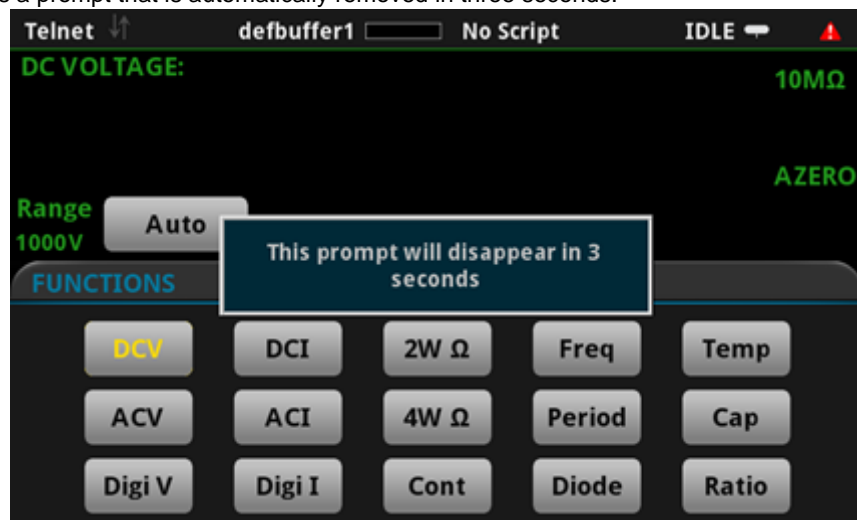 s a prompt that is automatically removed in three seconds.
Telnet defbuffer1 No Script IDLE
DC VOLTAGE:
10MΩ
AZERO
Range
1000V
Auto
This prompt will disappear in 3
seconds
FUNCTIONS
DCV DCI 2W Ω Freq Temp
ACV ACI 4W Ω Period Cap
Digi V Digi I Cont Diode Ratio